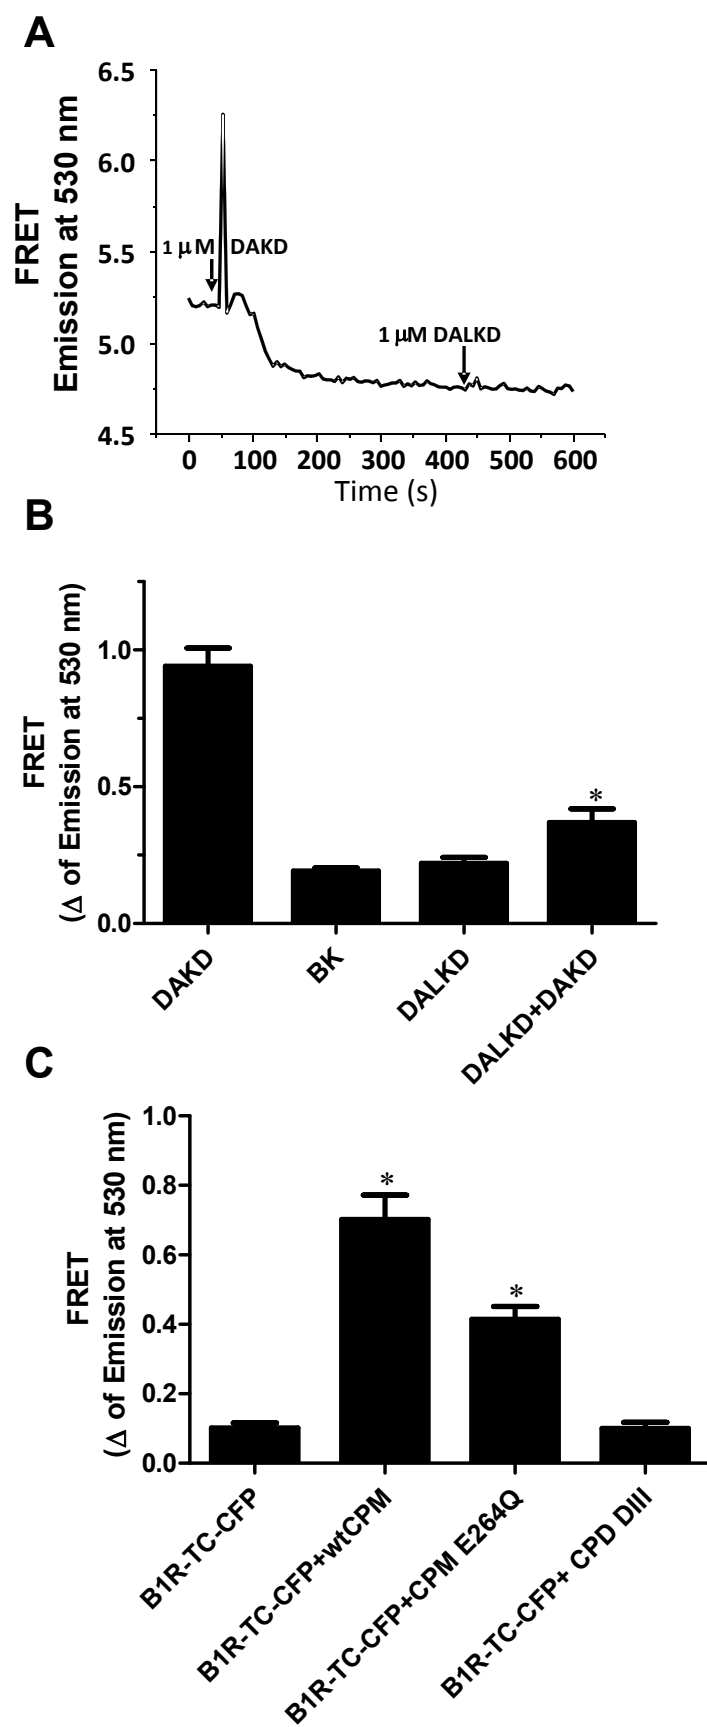 A
FRET
Emission at 530 nm
6.5
6.0
5.5
5.0
4.5
1 μM DAKD
1 μM DALKD
0 100 200 300 400 500 600
Time (s)
B
FRET
(Δ of Emission at 530 nm)
1.0
0.5
0.0
*
DAKD
BK
DALKD
DALKD+DAKD
C
FRET
(Δ of Emission at 530 nm)
1.0
0.8
0.6
0.4
0.2
0.0
*
*
B1R-TC-CFP
B1R-TC-CFP+wtCPM
B1R-TC-CFP+CPM E264Q
B1R-TC-CFP+ CPD DIII